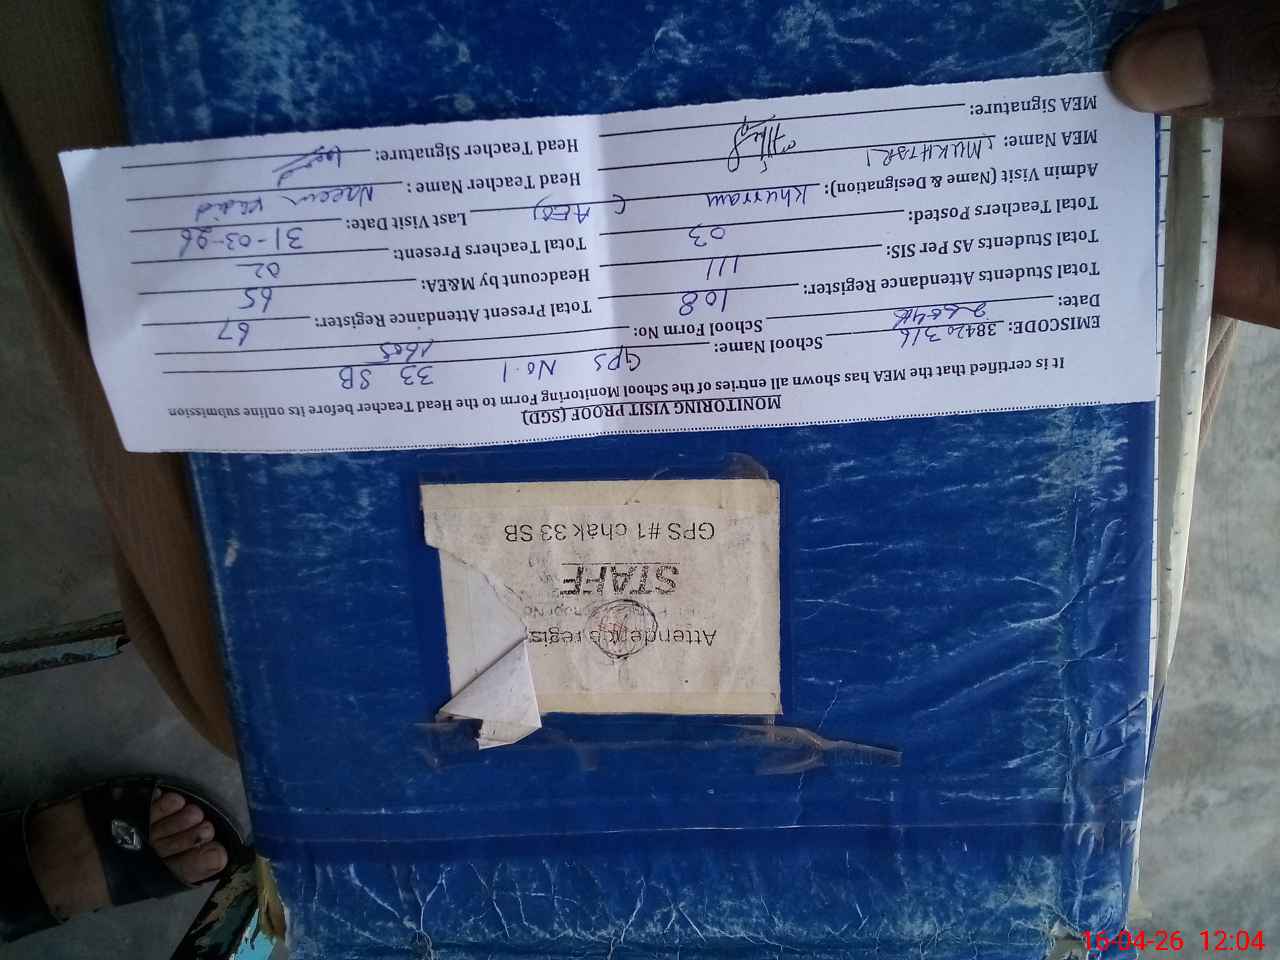 MONITORING VISIT PROOF (SGD)
It is certified that the MEA has shown all entries of the School Monitoring Form to the Head Teacher before its online submission
EMISCODE: 38420316 School Name: GPS No.1 33 SB
Date: School Form No:
Total Students Attendance Register: 108 Total Present Attendance Register: 67
Total Students AS Per SIS: 111 Headcount by M&EA: 65
Total Teachers Posted: 03 Total Teachers Present: 02
Admin Visit (Name & Designation): Khurram (AEO) Last Visit Date: 31-03-26
MEA Name: MUKHTAR Head Teacher Name: Naeem
MEA Signature: Head Teacher Signature:
Attendence regis
STAFF
GPS #1 chak 33 SB
16-04-26 12:04